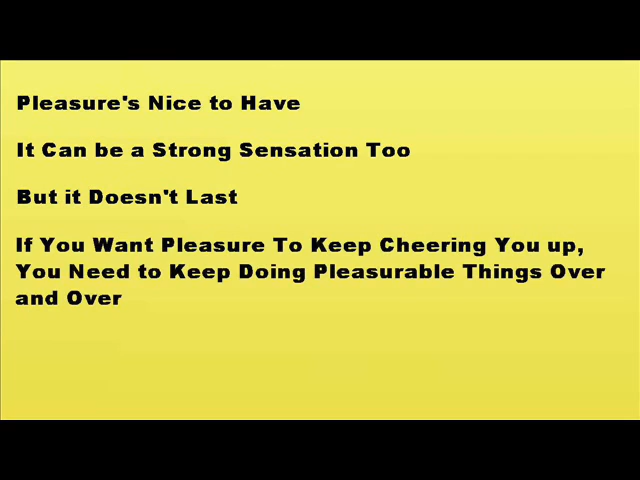 Pleasure's Nice to Have
It Can be a Strong Sensation Too
But it Doesn't Last
If You Want Pleasure To Keep Cheering You up,
You Need to Keep Doing Pleasurable Things Over
and Over